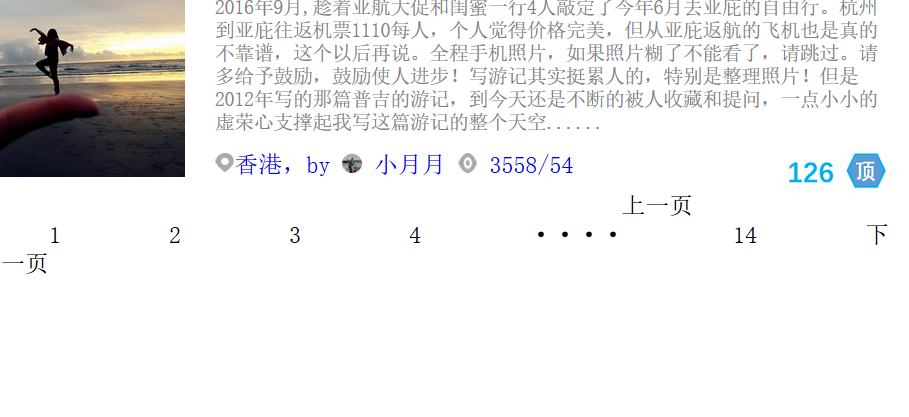 2016年9月,趁着亚航大促和闺蜜一行4人敲定了今年6月去亚庇的自由行。杭州
到亚庇往返机票1110每人，个人觉得价格完美，但从亚庇返航的飞机也是真的
不靠谱，这个以后再说。全程手机照片，如果照片糊了不能看了，请跳过。请
多给予鼓励，鼓励使人进步！写游记其实挺累人的，特别是整理照片！但是
2012年写的那篇普吉的游记，到今天还是不断的被人收藏和提问，一点小小的
虚荣心支撑起我写这篇游记的整个天空......
香港，by 小月月 3558/54
126 顶
上一页
1 2 3 4 ···· 14 下
一页